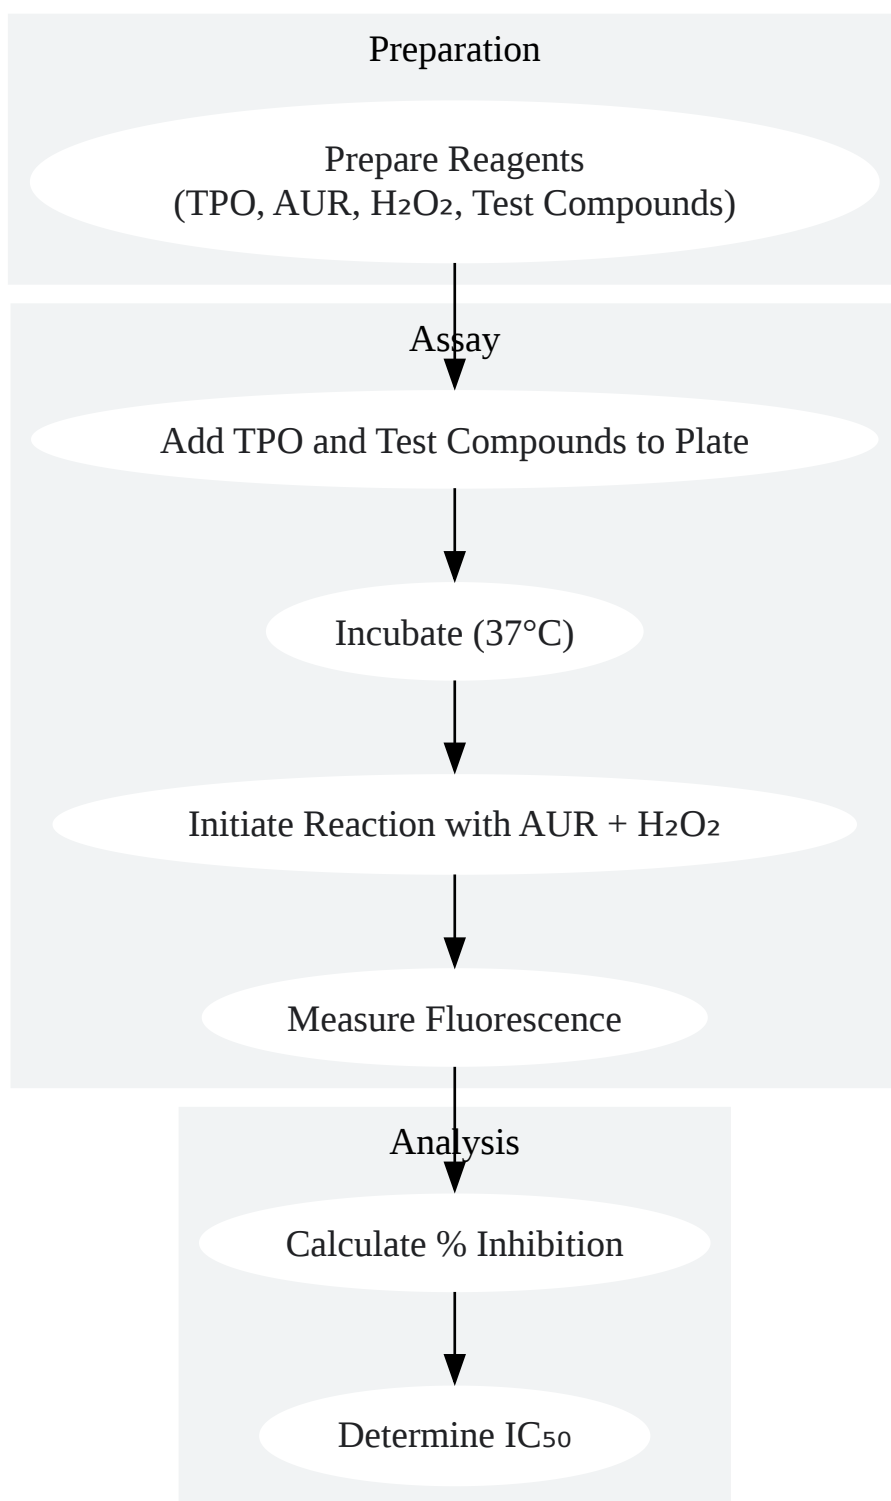 Preparation
Prepare Reagents
(TPO, AUR, H₂O₂, Test Compounds)
Assay
Add TPO and Test Compounds to Plate
Incubate (37°C)
Initiate Reaction with AUR + H₂O₂
Measure Fluorescence
Analysis
Calculate % Inhibition
Determine IC₅₀